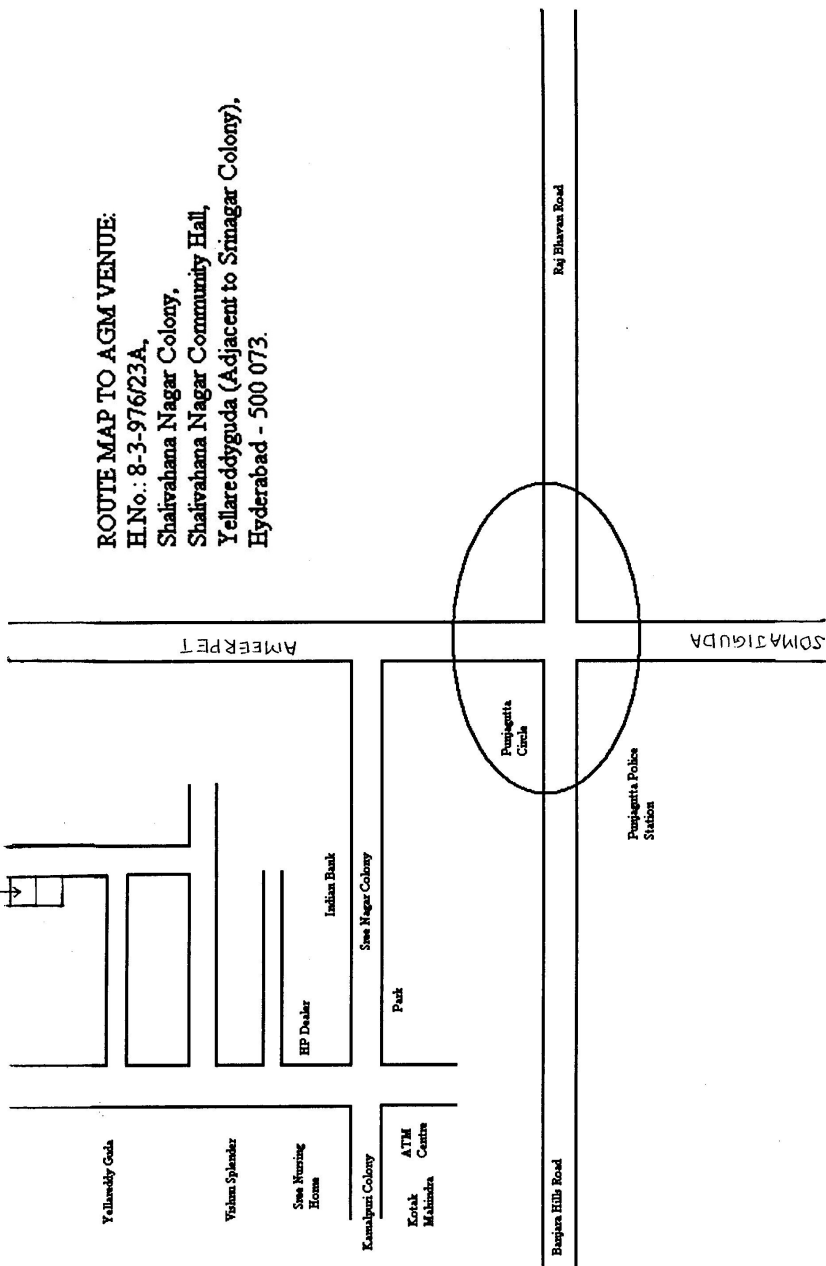 ROUTE MAP TO AGM VENUE:
H.No.: 8-3-976/23A,
Shalivahana Nagar Colony,
Shalivahana Nagar Community Hall,
Yellareddyguda (Adjacent to Srinagar Colony),
Hyderabad - 500 073.
Yellareddy Guda
Vishnu Splender
Sree Nursing
Home
HP Dealer
Indian Bank
AMEERPET
Kamalpuri Colony
Sree Nagar Colony
Kotak
Mahindra
ATM
Centre
Park
Punjagutta
Circle
Banjara Hills Road
Raj Bhavan Road
Punjagutta Police
Station
SOMAJIGUDA